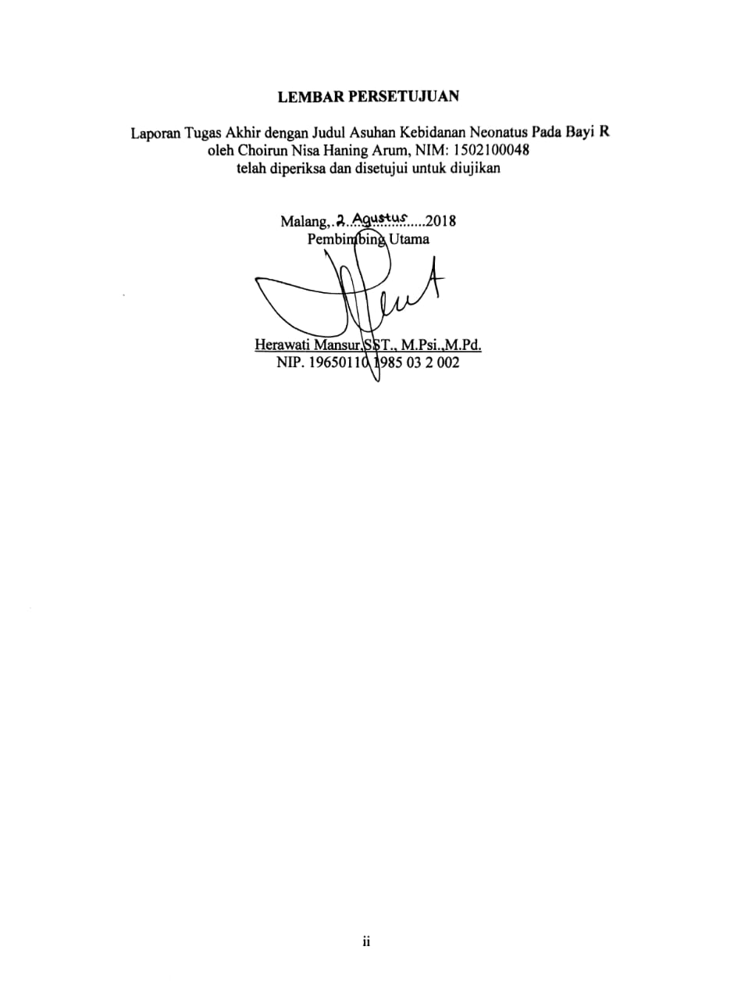 LEMBAR PERSETUJUAN
Laporan Tugas Akhir dengan Judul Asuhan Kebidanan Neonatus Pada Bayi R
oleh Choirun Nisa Haning Arum, NIM: 1502100048
telah diperiksa dan disetujui untuk diujikan
Malang, 2 Agustus 2018
Pembimbing Utama
Herawati Mansur,SST., M.Psi.,M.Pd.
NIP. 19650110 1985 03 2 002
ii